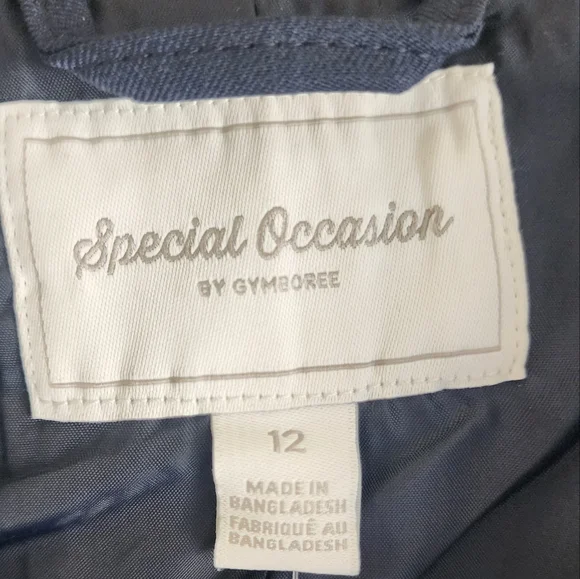 Special Occasion
BY GYMBOREE
12
MADE IN
BANGLADESH
FABRIQUÉ AU
BANGLADESH